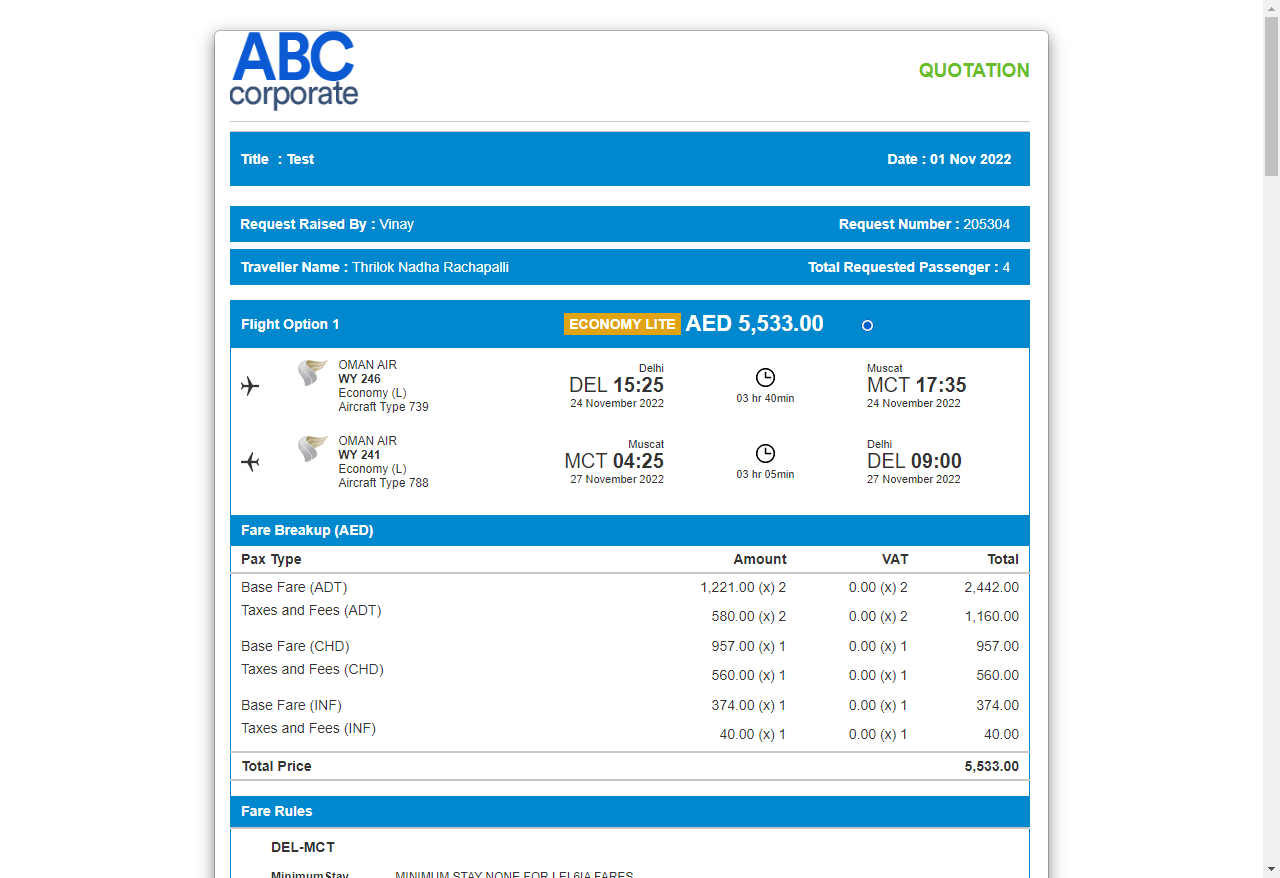 ABC
corporate
QUOTATION
Title : Test Date : 01 Nov 2022
Request Raised By : Vinay Request Number : 205304
Traveller Name : Thrilok Nadha Rachapalli Total Requested Passenger : 4
Flight Option 1 ECONOMY LITE AED 5,533.00
OMAN AIR
WY 246
Economy (L)
Aircraft Type 739
Delhi
DEL 15:25
24 November 2022
03 hr 40min
Muscat
MCT 17:35
24 November 2022
OMAN AIR
WY 241
Economy (L)
Aircraft Type 788
Muscat
MCT 04:25
27 November 2022
03 hr 05min
Delhi
DEL 09:00
27 November 2022
Fare Breakup (AED)
Pax Type Amount VAT Total
Base Fare (ADT) 1,221.00 (x) 2 0.00 (x) 2 2,442.00
Taxes and Fees (ADT) 580.00 (x) 2 0.00 (x) 2 1,160.00
Base Fare (CHD) 957.00 (x) 1 0.00 (x) 1 957.00
Taxes and Fees (CHD) 560.00 (x) 1 0.00 (x) 1 560.00
Base Fare (INF) 374.00 (x) 1 0.00 (x) 1 374.00
Taxes and Fees (INF) 40.00 (x) 1 0.00 (x) 1 40.00
Total Price 5,533.00
Fare Rules
DEL-MCT
MinimumStay MINIMUM STAY NONE FOR LEL6IA FARES